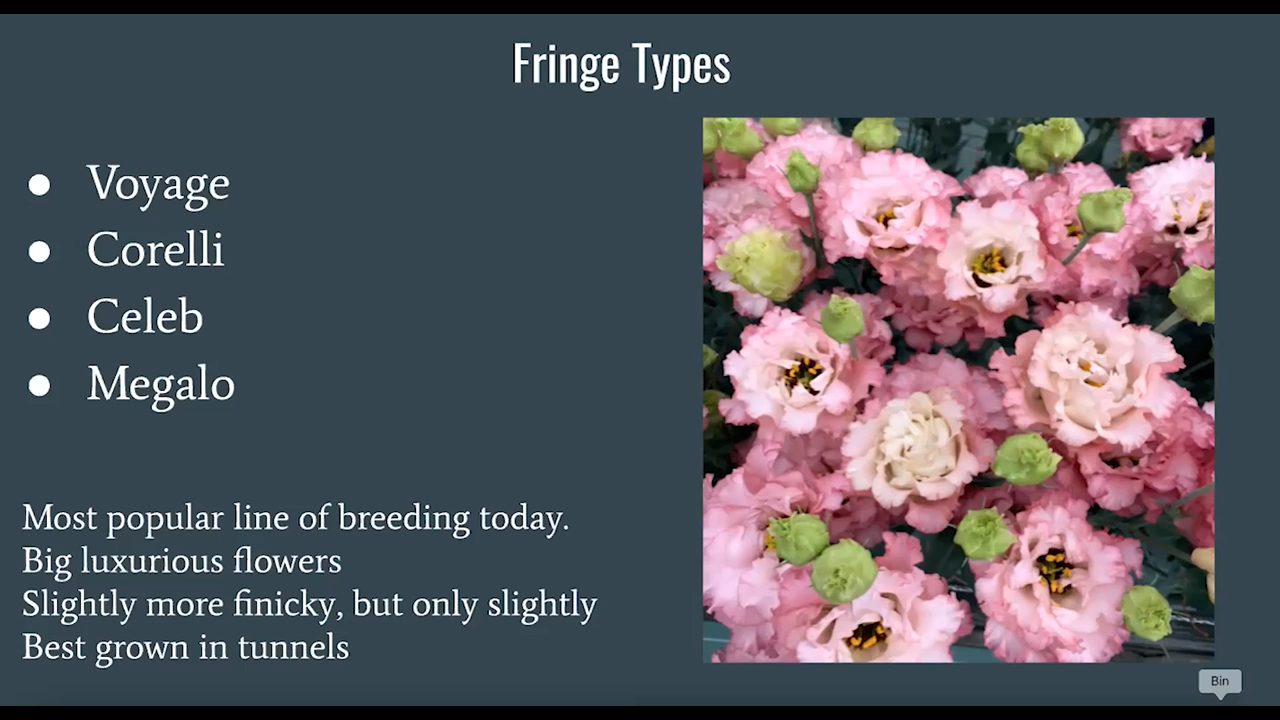 Fringe Types
● Voyage
● Corelli
● Celeb
● Megalo
Most popular line of breeding today.
Big luxurious flowers
Slightly more finicky, but only slightly
Best grown in tunnels
Bin